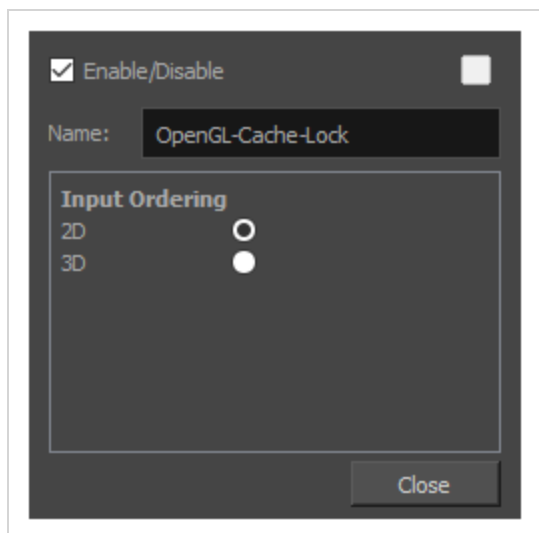 Enable/Disable
Name: OpenGL-Cache-Lock
Input Ordering
2D
3D
Close